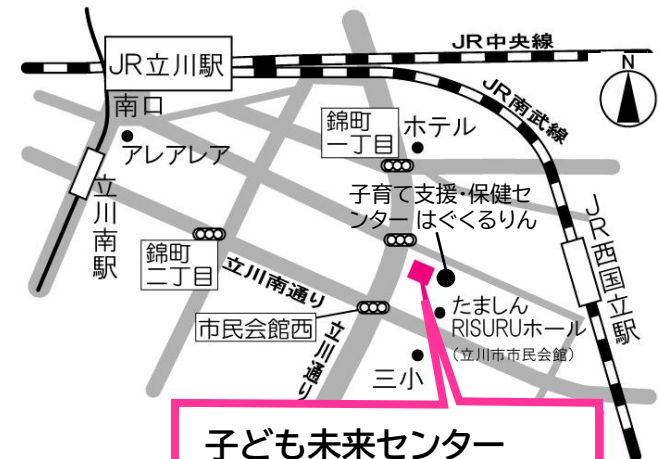 JR中央線
N
JR立川駅
JR南武線
南口
錦町
一丁目
ホテル
アレアレア
子育て支援・保健セ
ンター はぐくるりん
立川南駅
JR西国立駅
錦町
二丁目
立川南通り
たましん
RISURUホール
(立川市市民会館)
市民会館西
立川通り
三小
子ども未来センター